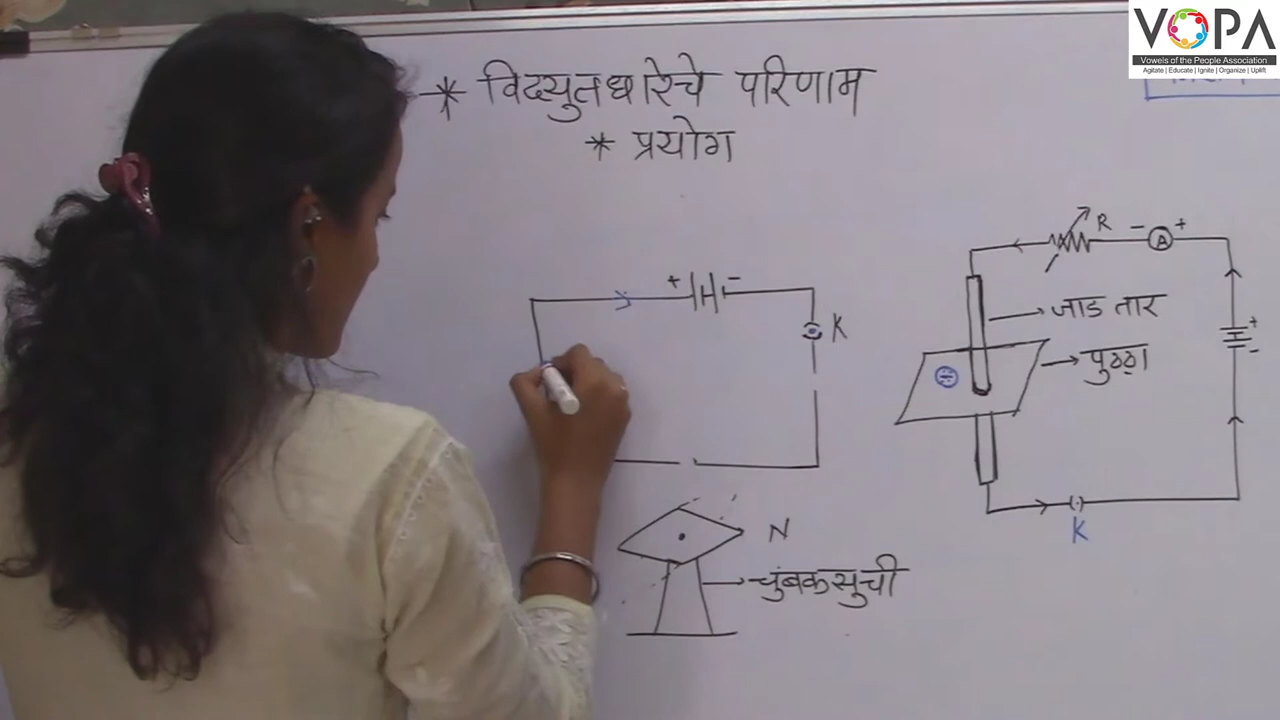 VOPA
Vowels of the People Association
Agitate | Educate | Ignite | Organize | Uplift
* विद्युतधारेचे परिणाम
* प्रयोग
+ -
K
N
चुंबकसुची
R - A +
जाड तार
पुठ्ठा
+
-
K